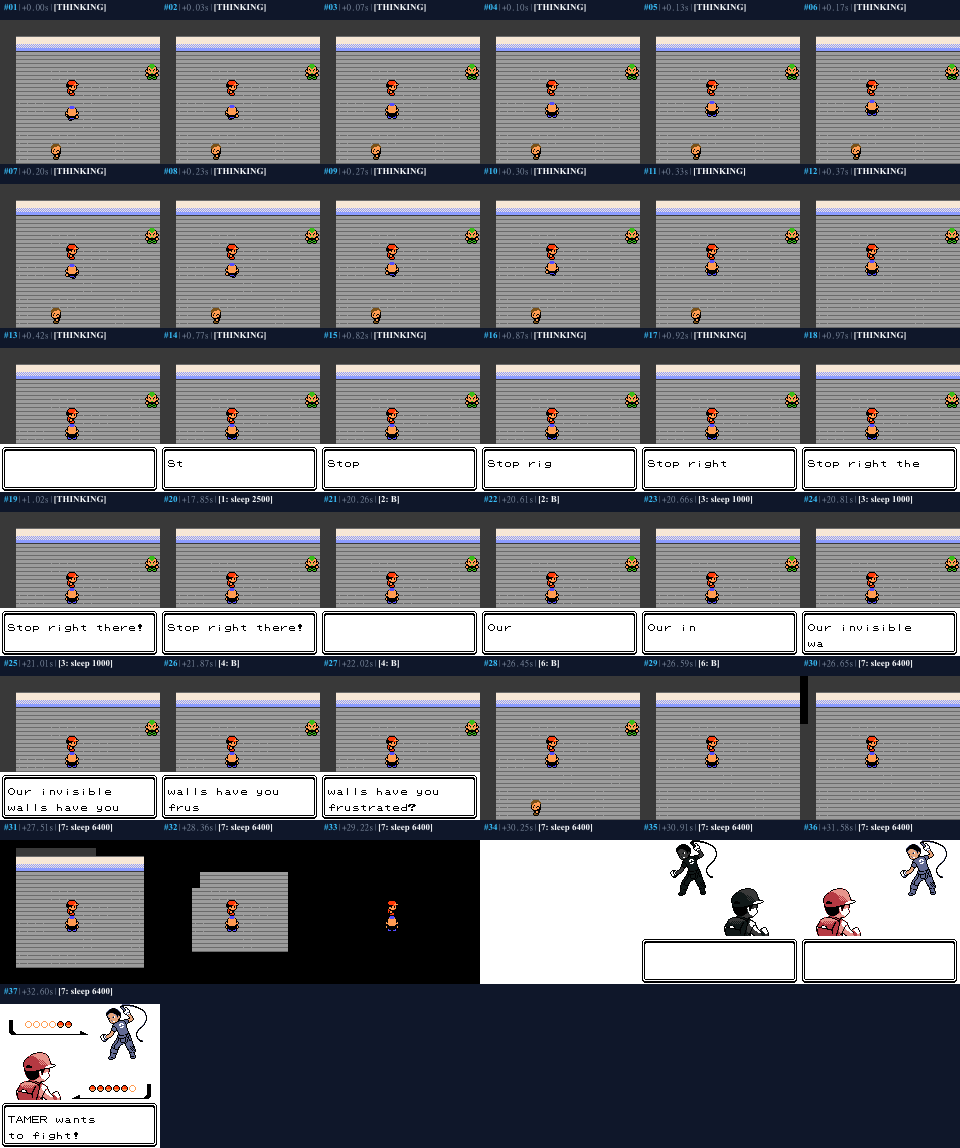 #01 | +0.00s | [THINKING]
#02 | +0.03s | [THINKING]
#03 | +0.07s | [THINKING]
#04 | +0.10s | [THINKING]
#05 | +0.13s | [THINKING]
#06 | +0.17s | [THINKING]
#07 | +0.20s | [THINKING]
#08 | +0.23s | [THINKING]
#09 | +0.27s | [THINKING]
#10 | +0.30s | [THINKING]
#11 | +0.33s | [THINKING]
#12 | +0.37s | [THINKING]
#13 | +0.42s | [THINKING]
#14 | +0.77s | [THINKING]
St
#15 | +0.82s | [THINKING]
Stop
#16 | +0.87s | [THINKING]
Stop rig
#17 | +0.92s | [THINKING]
Stop right
#18 | +0.97s | [THINKING]
Stop right the
#19 | +1.02s | [THINKING]
Stop right there!
#20 | +17.85s | [1: sleep 2500]
Stop right there!
#21 | +20.26s | [2: B]
#22 | +20.61s | [2: B]
Our
#23 | +20.66s | [3: sleep 1000]
Our in
#24 | +20.81s | [3: sleep 1000]
Our invisible
wa
#25 | +21.01s | [3: sleep 1000]
Our invisible
walls have you
#26 | +21.87s | [4: B]
walls have you
frus
#27 | +22.02s | [4: B]
walls have you
frustrated?
#28 | +26.45s | [6: B]
#29 | +26.59s | [6: B]
#30 | +26.65s | [7: sleep 6400]
#31 | +27.51s | [7: sleep 6400]
#32 | +28.36s | [7: sleep 6400]
#33 | +29.22s | [7: sleep 6400]
#34 | +30.25s | [7: sleep 6400]
#35 | +30.91s | [7: sleep 6400]
#36 | +31.58s | [7: sleep 6400]
#37 | +32.60s | [7: sleep 6400]
TAMER wants
to fight!